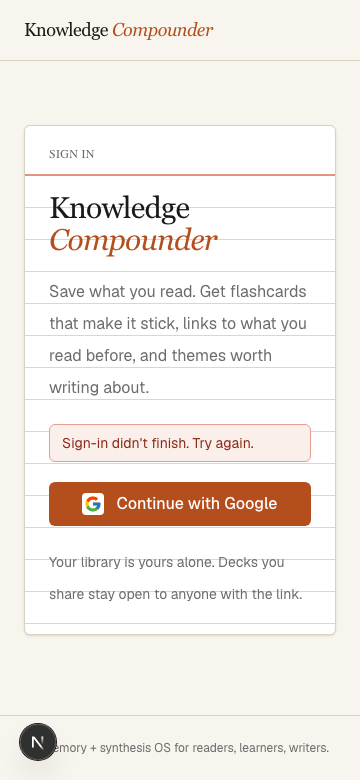 Knowledge Compounder
SIGN IN
Knowledge
Compounder
Save what you read. Get flashcards
that make it stick, links to what you
read before, and themes worth
writing about.
Sign-in didn't finish. Try again.
Continue with Google
Your library is yours alone. Decks you
share stay open to anyone with the link.
N
+ synthesis OS for readers, learners, writers.